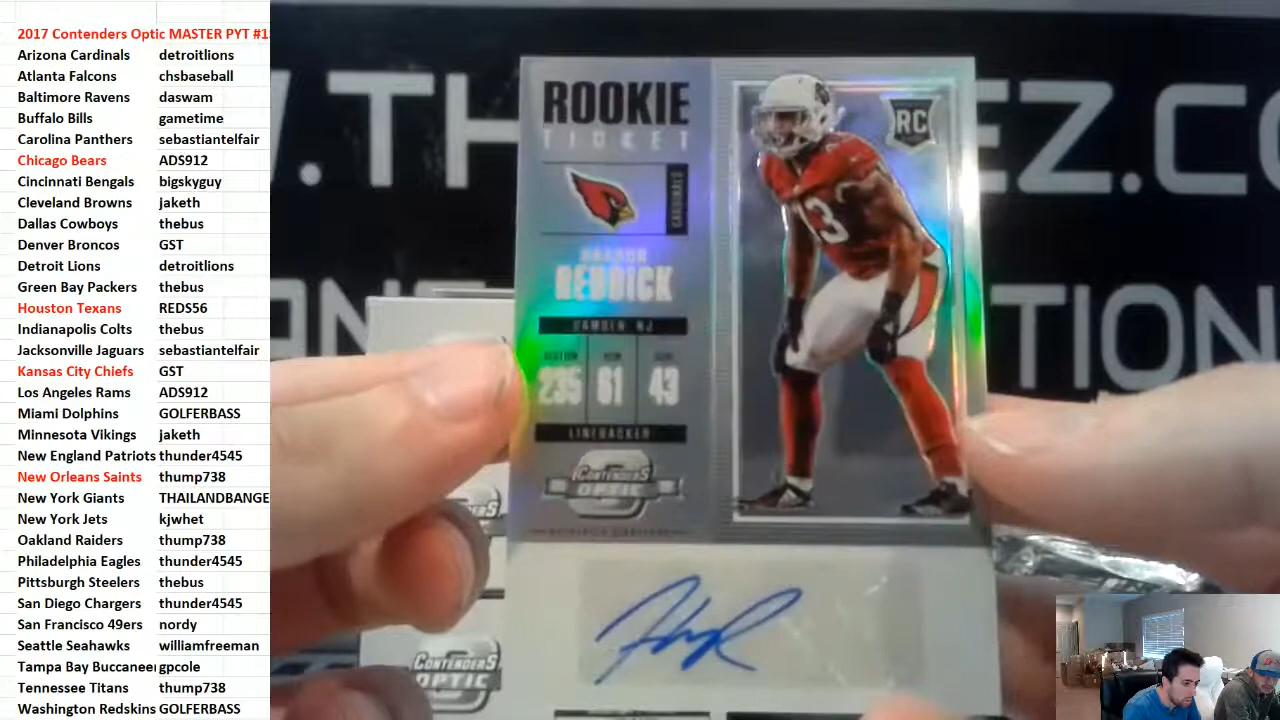 2017 Contenders Optic MASTER PYT #1
Arizona Cardinals detroitlions
Atlanta Falcons chsbaseball
Baltimore Ravens daswam
Buffalo Bills gametime
Carolina Panthers sebastiantelfair
Chicago Bears ADS912
Cincinnati Bengals bigskyguy
Cleveland Browns jaketh
Dallas Cowboys thebus
Denver Broncos GST
Detroit Lions detroitlions
Green Bay Packers thebus
Houston Texans REDS56
Indianapolis Colts thebus
Jacksonville Jaguars sebastiantelfair
Kansas City Chiefs GST
Los Angeles Rams ADS912
Miami Dolphins GOLFERBASS
Minnesota Vikings jaketh
New England Patriots thunder4545
New Orleans Saints thump738
New York Giants THAILANDBANGE
New York Jets kjwhet
Oakland Raiders thump738
Philadelphia Eagles thunder4545
Pittsburgh Steelers thebus
San Diego Chargers thunder4545
San Francisco 49ers nordy
Seattle Seahawks williamfreeman
Tampa Bay Buccaneer gpcole
Tennessee Titans thump738
Washington Redskins GOLFERBASS
ROOKIE
TICKET
CARDINALS
REDDICK
CAMDEN NJ
235 61 43
LINEBACKER
CONTENDERS
OPTIC
RC
CONTENDERS
OPTIC